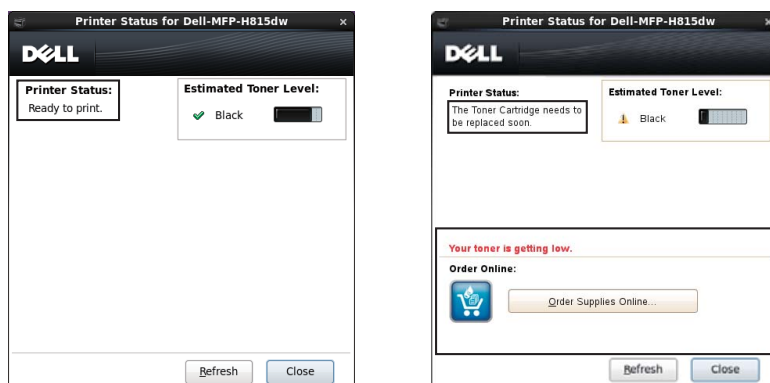 Printer Status for Dell-MFP-H815dw x
DELL
Printer Status:
Ready to print.
Estimated Toner Level:
Black
Refresh
Close
Printer Status for Dell-MFP-H815dw x
DELL
Printer Status:
The Toner Cartridge needs to
be replaced soon.
Estimated Toner Level:
Black
Your toner is getting low.
Order Online:
Order Supplies Online...
Refresh
Close